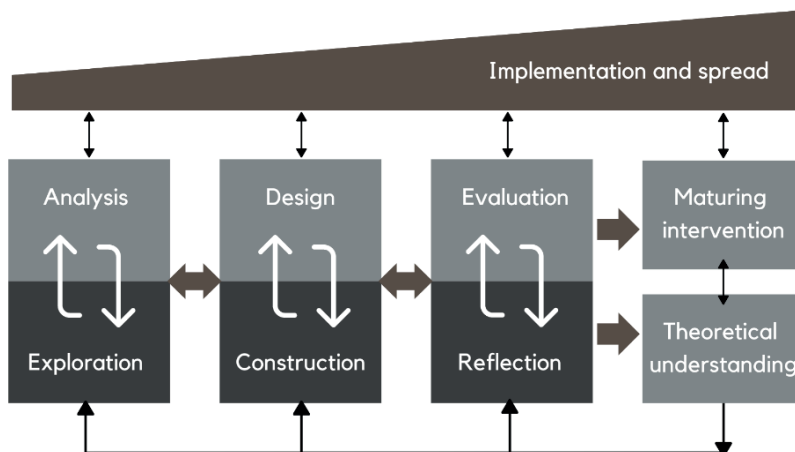 Implementation and spread
Analysis
Exploration
Design
Construction
Evaluation
Reflection
Maturing
intervention
Theoretical
understanding